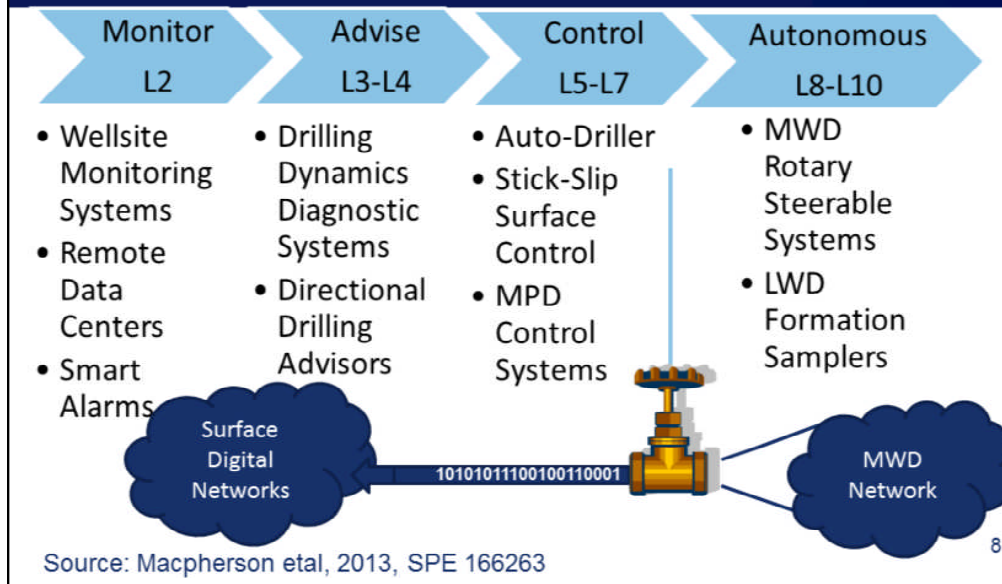 Monitor
L2
Advise
L3-L4
Control
L5-L7
Autonomous
L8-L10
• Wellsite
Monitoring
Systems
• Remote
Data
Centers
• Smart
Alarms
• Drilling
Dynamics
Diagnostic
Systems
• Directional
Drilling
Advisors
• Auto-Driller
• Stick-Slip
Surface
Control
• MPD
Control
Systems
• MWD
Rotary
Steerable
Systems
• LWD
Formation
Samplers
Surface
Digital
Networks
10101011100100110001
MWD
Network
Source: Macpherson etal, 2013, SPE 166263
8